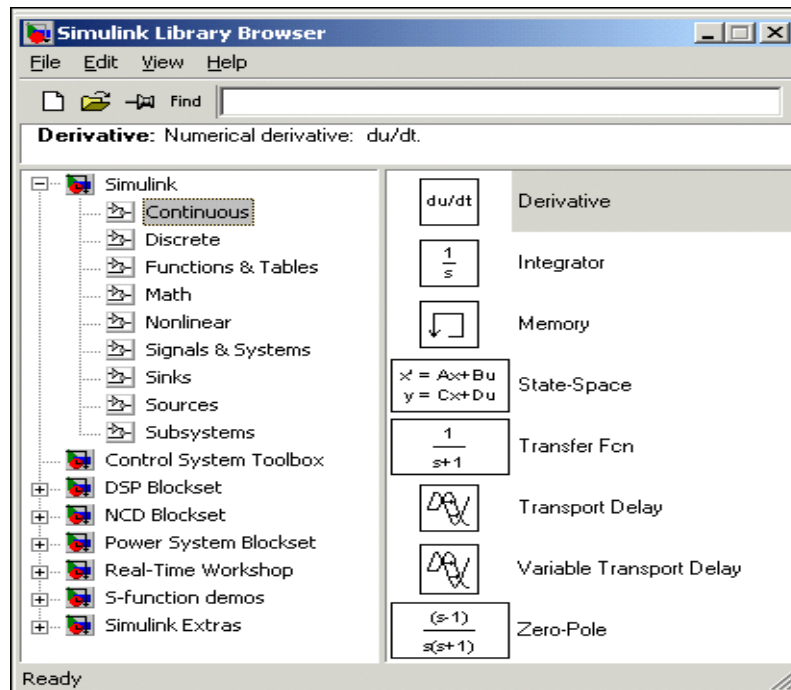 Simulink Library Browser
File Edit View Help
Find
Derivative: Numerical derivative: du/dt.
Simulink
Continuous
Discrete
Functions & Tables
Math
Nonlinear
Signals & Systems
Sinks
Sources
Subsystems
Control System Toolbox
DSP Blockset
NCD Blockset
Power System Blockset
Real-Time Workshop
S-function demos
Simulink Extras
du/dt Derivative
1
s
Integrator
Memory
x' = Ax+Bu
y = Cx+Du
State-Space
1
s+1
Transfer Fcn
Transport Delay
Variable Transport Delay
(s-1)
s(s+1)
Zero-Pole
Ready